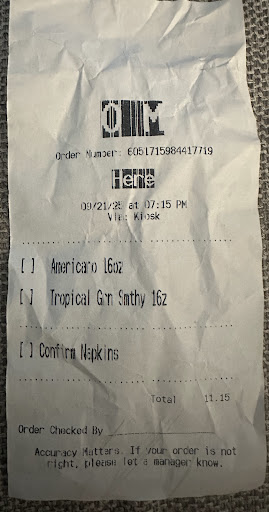 Order Number: 6051715984417719
Here
09/21/25 at 07:15 PM
Via: Kiosk
[ ] Americano 16oz
[ ] Tropical Grn Smthy 16z
[ ] Confirm Napkins
Total 11.15
Order Checked By
Accuracy Matters. If your order is not
right, please let a manager know.